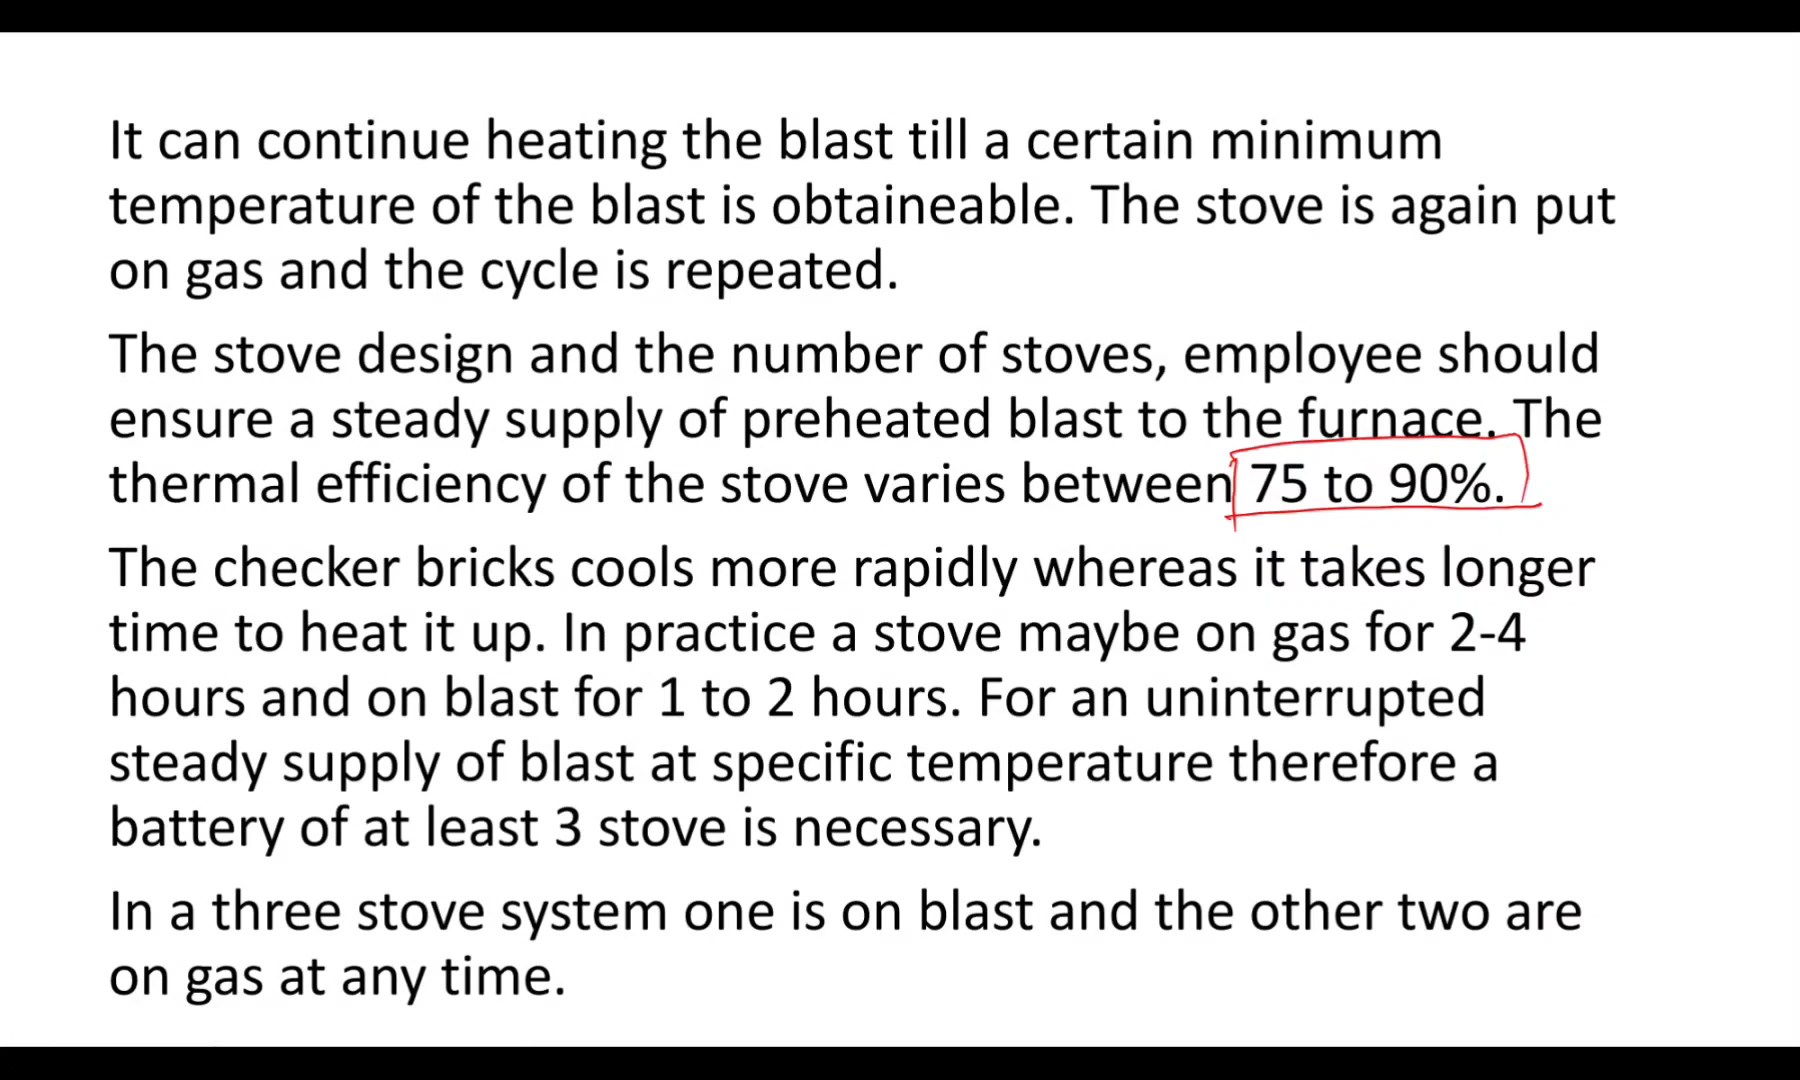 It can continue heating the blast till a certain minimum
temperature of the blast is obtaineable. The stove is again put
on gas and the cycle is repeated.
The stove design and the number of stoves, employee should
ensure a steady supply of preheated blast to the furnace. The
thermal efficiency of the stove varies between 75 to 90%.
The checker bricks cools more rapidly whereas it takes longer
time to heat it up. In practice a stove maybe on gas for 2-4
hours and on blast for 1 to 2 hours. For an uninterrupted
steady supply of blast at specific temperature therefore a
battery of at least 3 stove is necessary.
In a three stove system one is on blast and the other two are
on gas at any time.